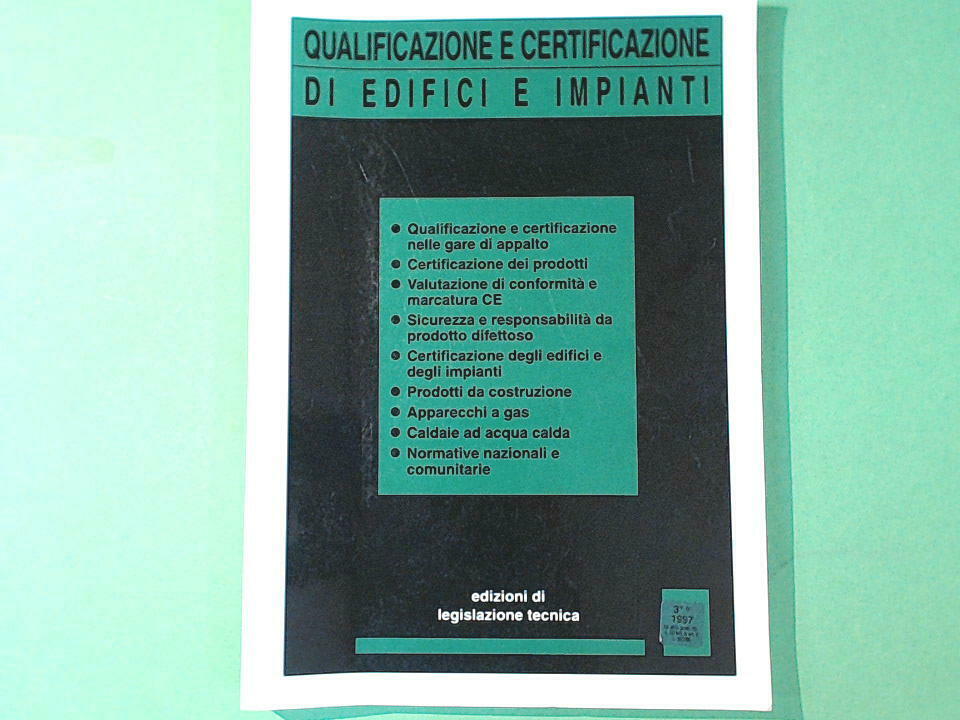 QUALIFICAZIONE E CERTIFICAZIONE
DI EDIFICI E IMPIANTI
● Qualificazione e certificazione
nelle gare di appalto
● Certificazione dei prodotti
● Valutazione di conformità e
marcatura CE
● Sicurezza e responsabilità da
prodotto difettoso
● Certificazione degli edifici e
degli impianti
● Prodotti da costruzione
● Apparecchi a gas
● Caldaie ad acqua calda
● Normative nazionali e
comunitarie
edizioni di
legislazione tecnica
1997